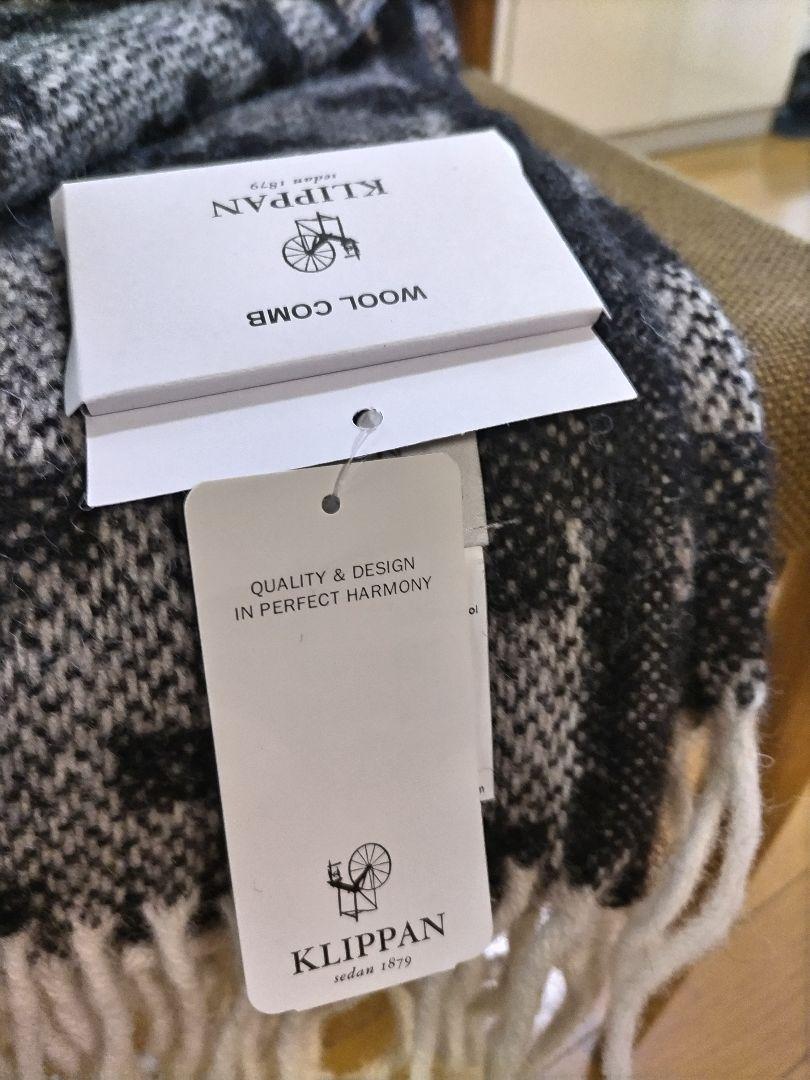 KLIPPAN
sedan 1879
WOOL COMB
QUALITY & DESIGN
IN PERFECT HARMONY
KLIPPAN
sedan 1879